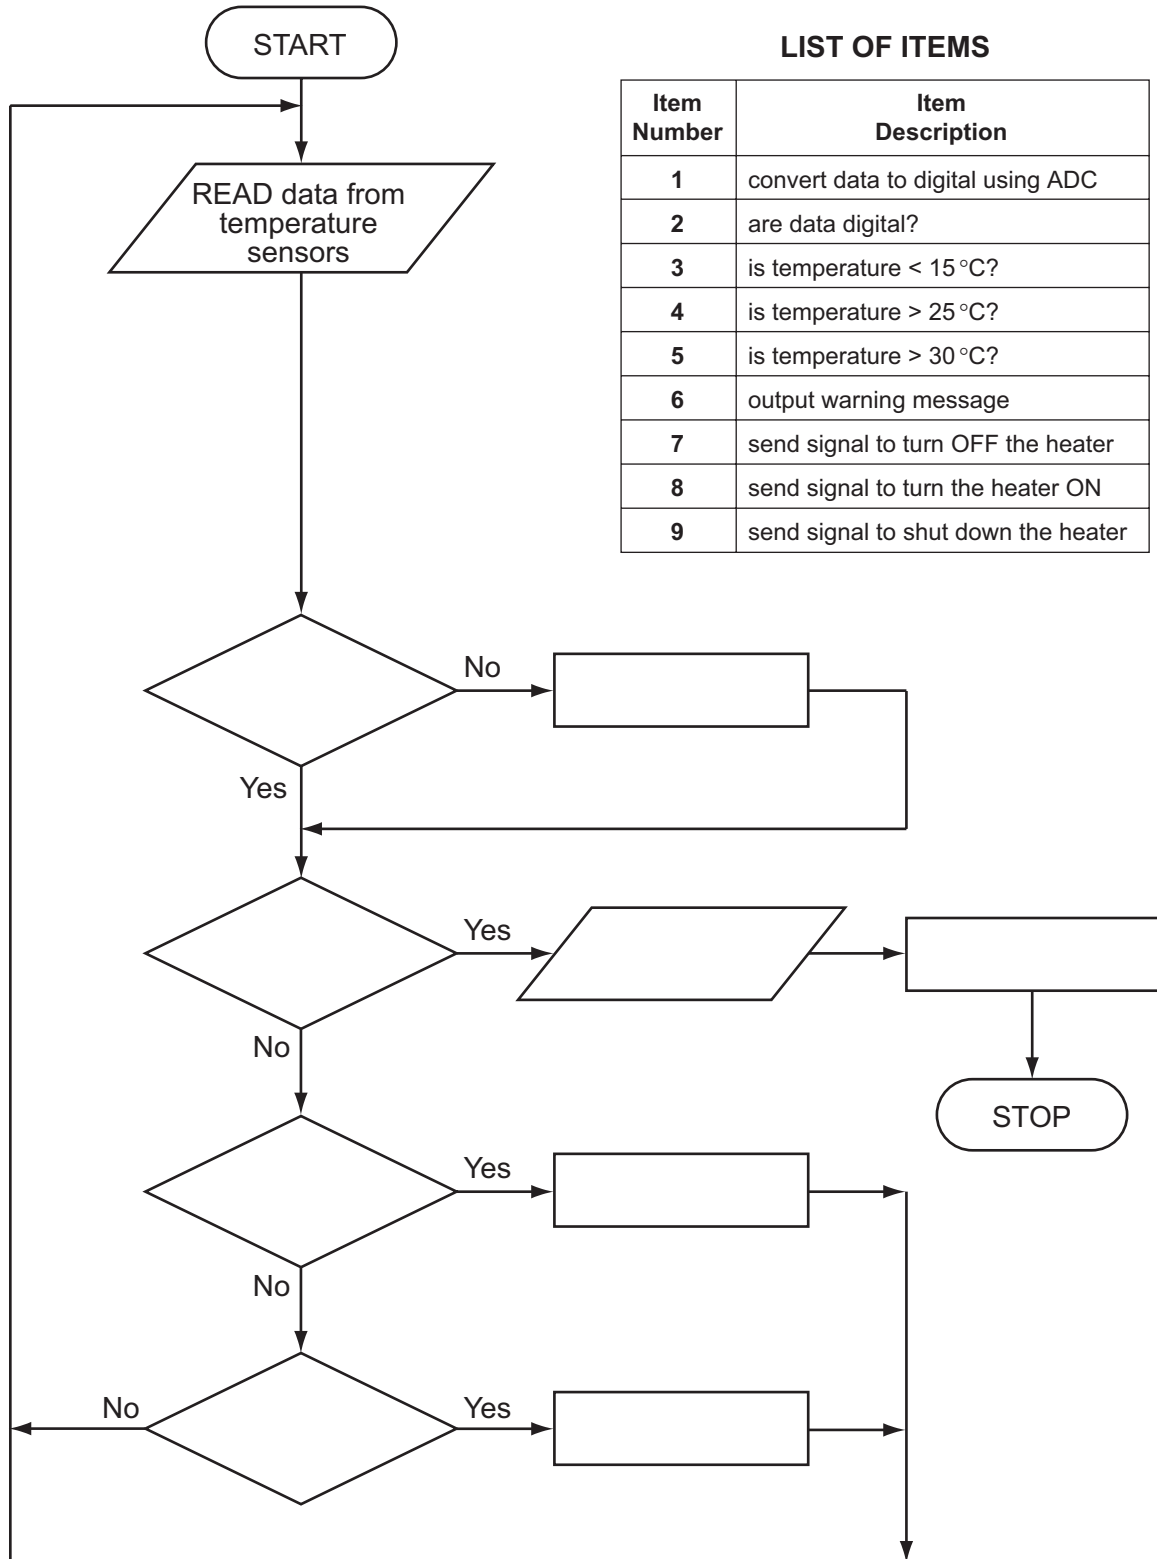 START
LIST OF ITEMS
Item Number Item Description
READ data from
temperature
sensors
1 convert data to digital using ADC
2 are data digital?
3 is temperature < 15 °C?
4 is temperature > 25 °C?
5 is temperature > 30 °C?
6 output warning message
7 send signal to turn OFF the heater
8 send signal to turn the heater ON
9 send signal to shut down the heater
No
Yes
Yes
No
STOP
Yes
No
No
Yes